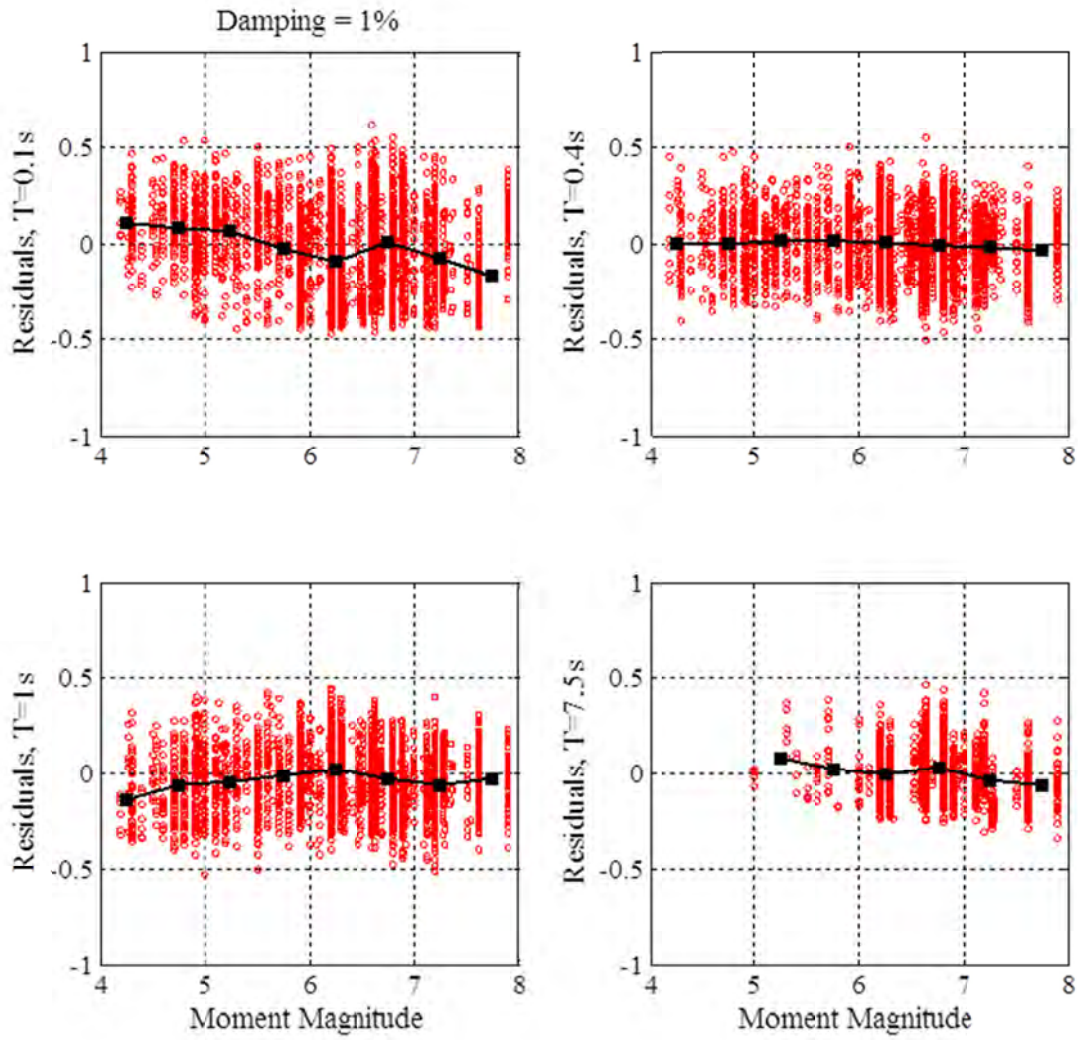 Damping = 1%
Residuals, T=0.1s
1
0.5
0
-0.5
-1
4 5 6 7 8
Residuals, T=0.4s
1
0.5
0
-0.5
-1
4 5 6 7 8
Residuals, T=1s
1
0.5
0
-0.5
-1
4 5 6 7 8
Moment Magnitude
Residuals, T=7.5s
1
0.5
0
-0.5
-1
4 5 6 7 8
Moment Magnitude